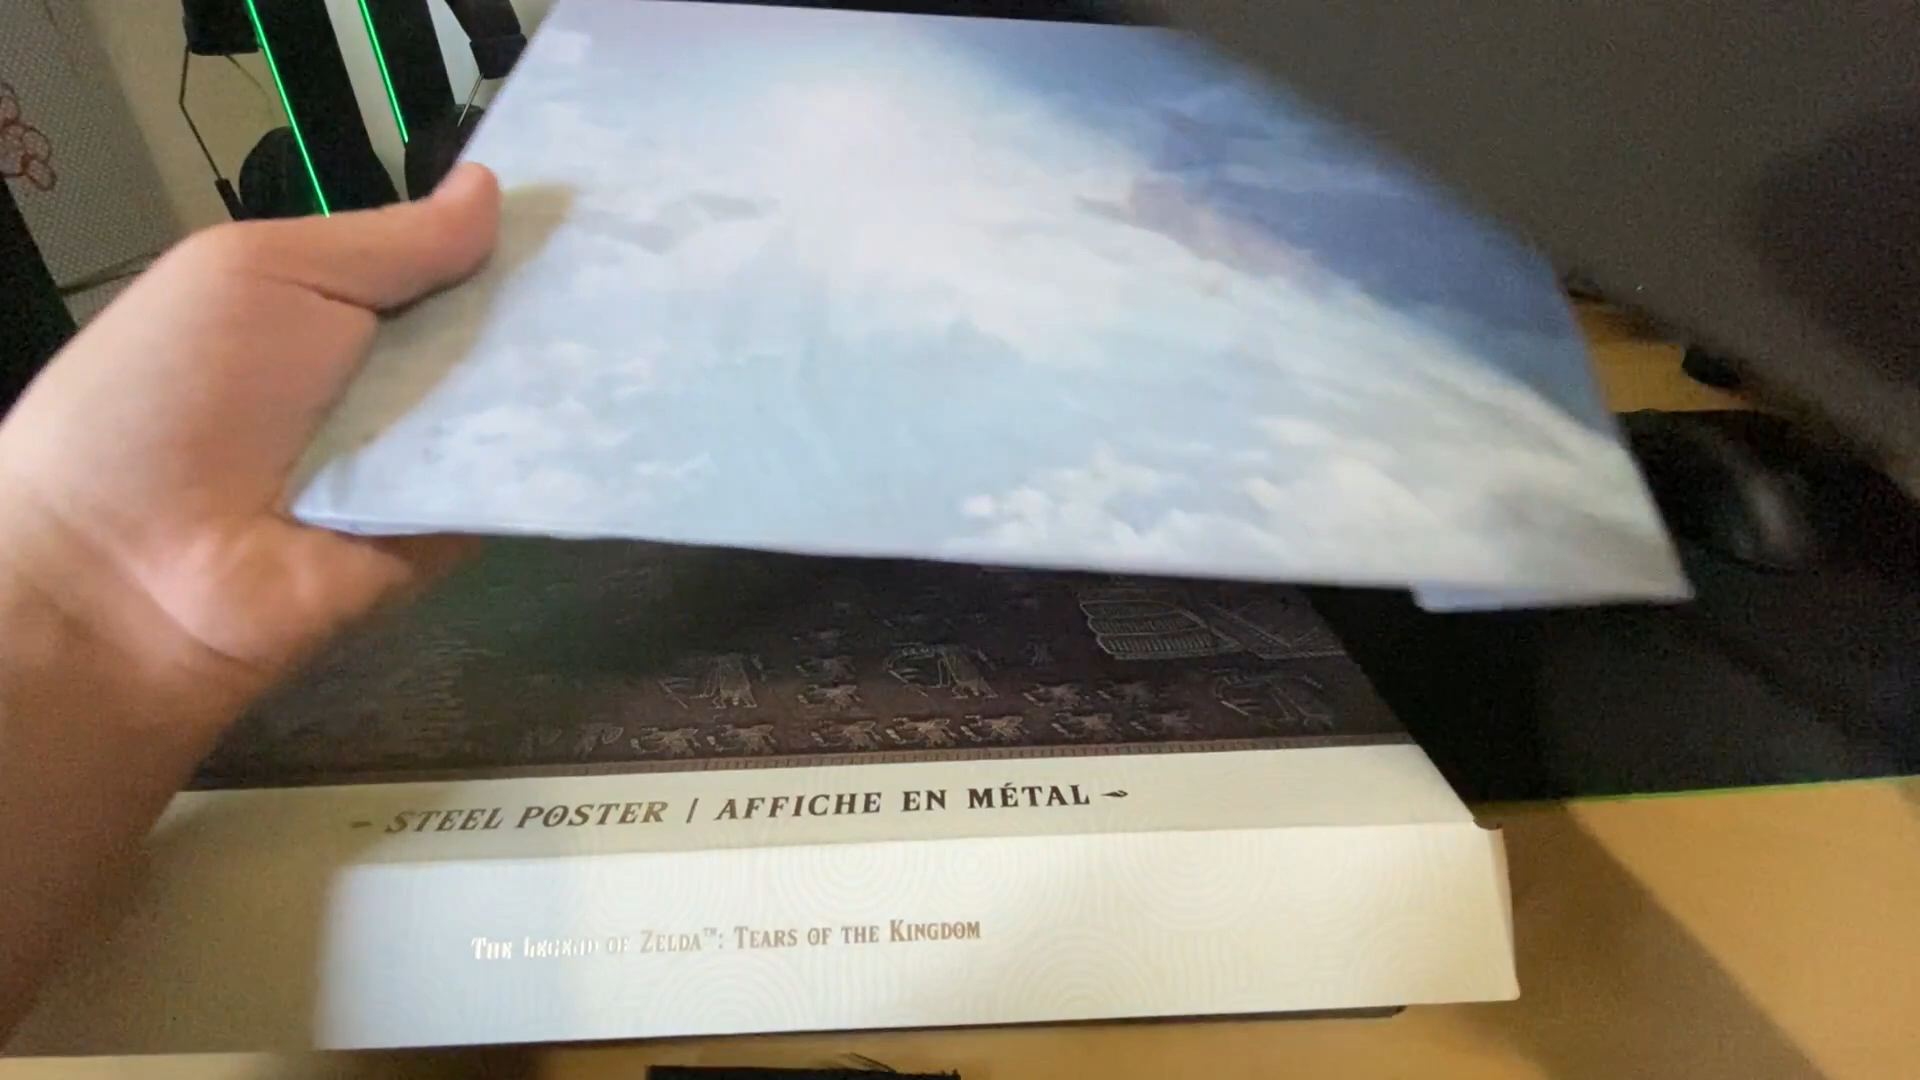 STEEL POSTER / AFFICHE EN MÉTAL
THE LEGEND OF ZELDA™: TEARS OF THE KINGDOM